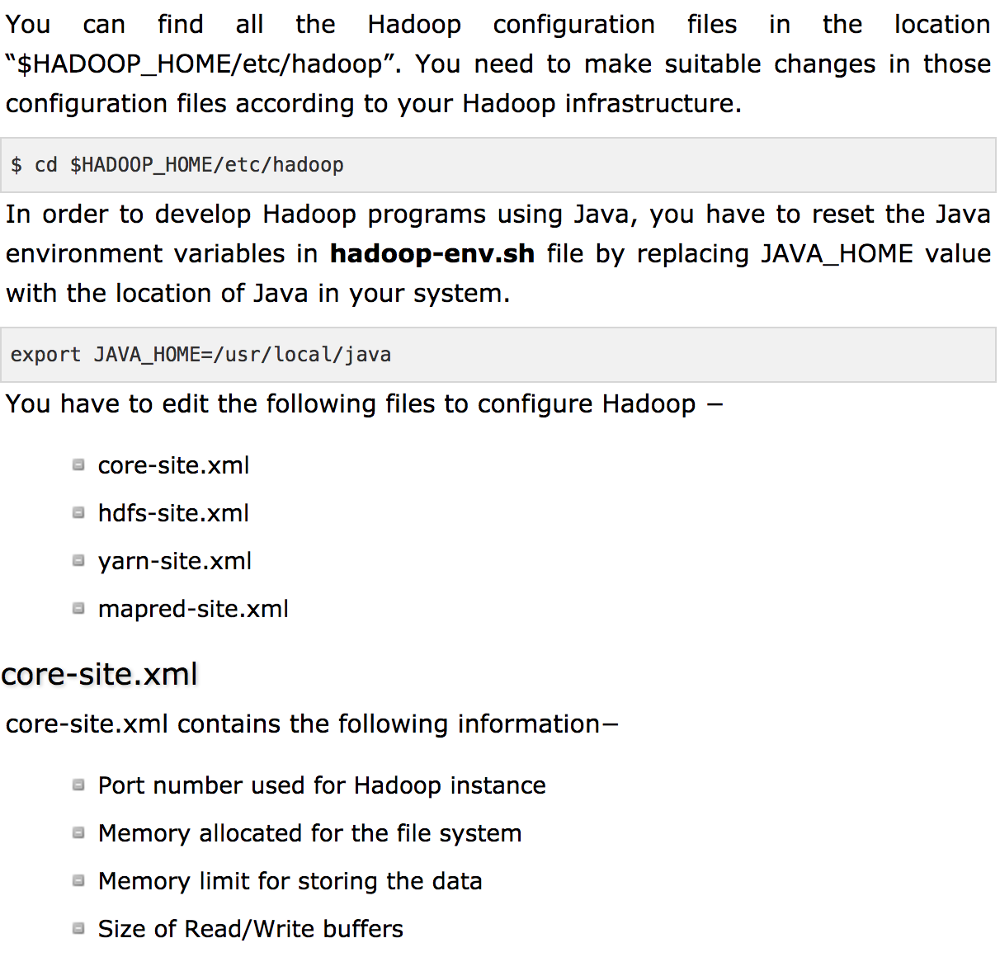 You can find all the Hadoop configuration files in the location
“$HADOOP_HOME/etc/hadoop”. You need to make suitable changes in those
configuration files according to your Hadoop infrastructure.
$ cd $HADOOP_HOME/etc/hadoop
In order to develop Hadoop programs using Java, you have to reset the Java
environment variables in hadoop-env.sh file by replacing JAVA_HOME value
with the location of Java in your system.
export JAVA_HOME=/usr/local/java
You have to edit the following files to configure Hadoop −
core-site.xml
hdfs-site.xml
yarn-site.xml
mapred-site.xml
core-site.xml
core-site.xml contains the following information−
Port number used for Hadoop instance
Memory allocated for the file system
Memory limit for storing the data
Size of Read/Write buffers